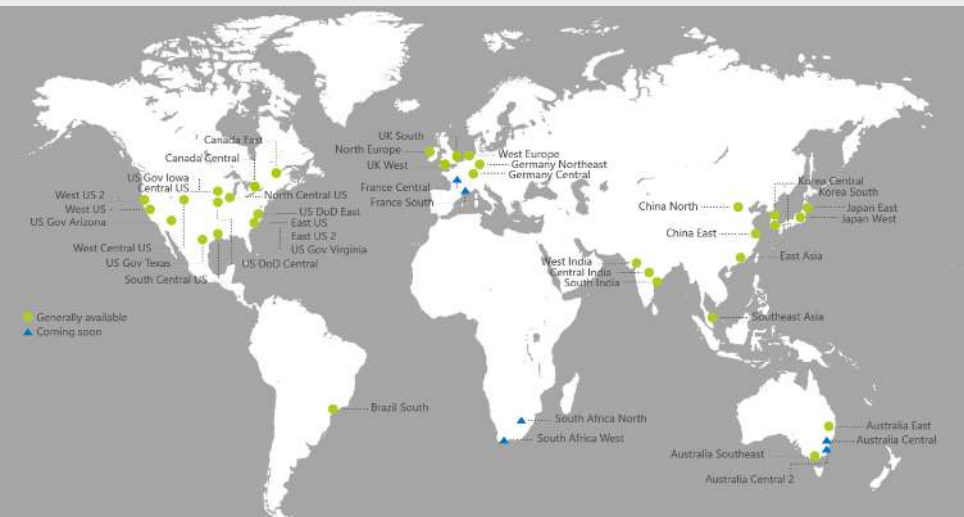 Canada East
Canada Central
US Gov Iowa
Central US
West US 2
West US
US Gov Arizona
West Central US
US Gov Texas
South Central US
North Central US
US DoD East
East US
East US 2
US Gov Virginia
US DoD Central
UK South
North Europe
UK West
France Central
France South
West Europe
Germany Northeast
Germany Central
Korea Central
Korea South
China North
Japan East
Japan West
China East
East Asia
West India
Central India
South India
Southeast Asia
Generally available
Coming soon
Brazil South
South Africa North
South Africa West
Australia East
Australia Central
Australia Southeast
Australia Central 2